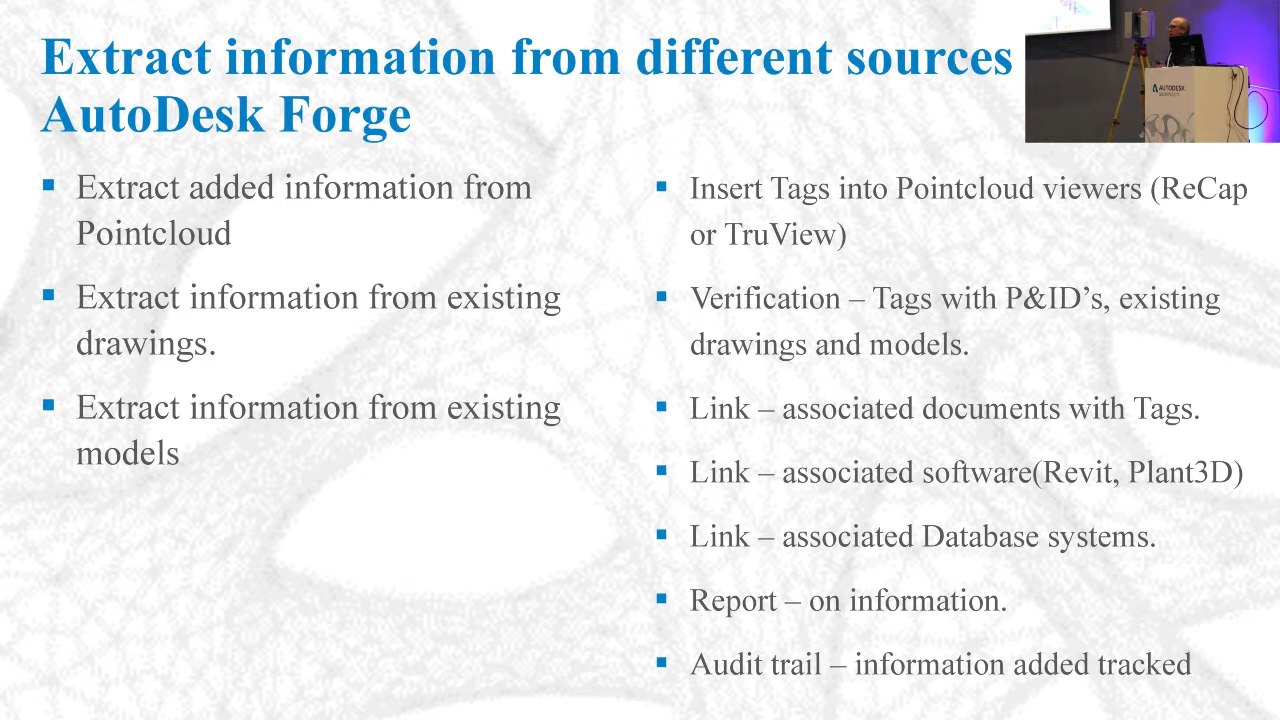 Extract information from different sources
AutoDesk Forge
Extract added information from
Pointcloud
Extract information from existing
drawings.
Extract information from existing
models
Insert Tags into Pointcloud viewers (ReCap
or TruView)
Verification – Tags with P&ID’s, existing
drawings and models.
Link – associated documents with Tags.
Link – associated software(Revit, Plant3D)
Link – associated Database systems.
Report – on information.
Audit trail – information added tracked
AUTODESK